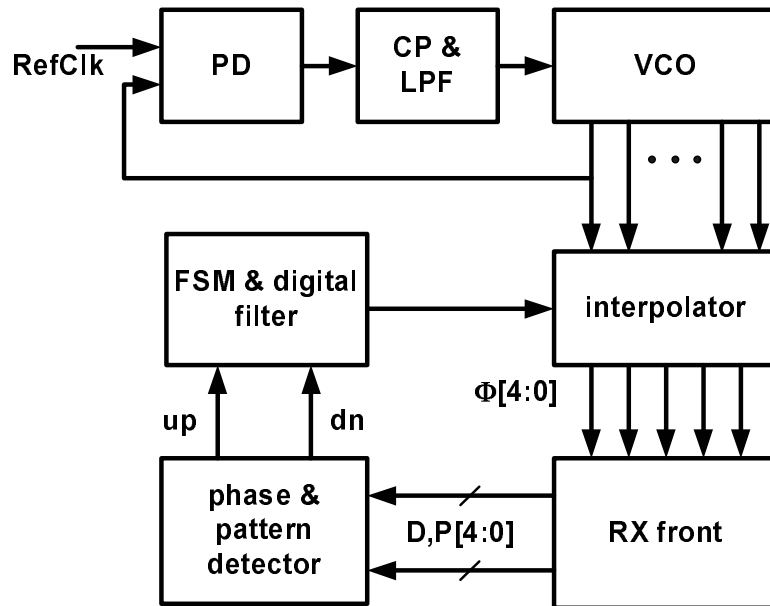 RefClk
PD
CP &
LPF
VCO
FSM & digital
filter
interpolator
Φ[4:0]
up
dn
phase &
pattern
detector
D,P[4:0]
RX front